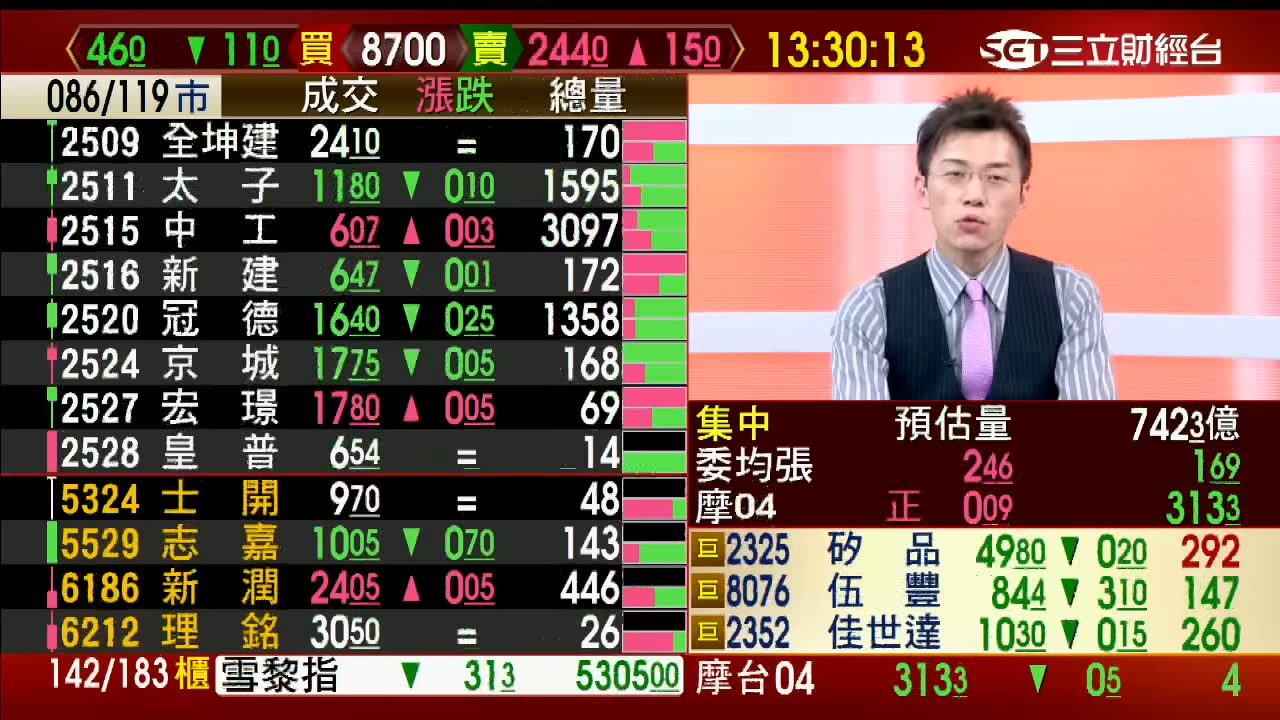 460 ▼ 110 買 8700 賣 2440 ▲ 150 13:30:13 SET三立財經台
086/119 市 成交 漲跌 總量
2509 全坤建 2410 = 170
2511 太子 1180 ▼ 010 1595
2515 中工 607 ▲ 003 3097
2516 新建 647 ▼ 001 172
2520 冠德 1640 ▼ 025 1358
2524 京城 1775 ▼ 005 168
2527 宏璟 1780 ▲ 005 69
2528 皇普 654 = 14
5324 士開 970 = 48
5529 志嘉 1005 ▼ 070 143
6186 新潤 2405 ▲ 005 446
6212 理銘 3050 = 26
142/183 櫃 雪黎指 ▼ 313 530500
集中 預估量 7423億
委均張 246 169
摩04 正 009 3133
巨 2325 矽品 4980 ▼ 020 292
巨 8076 伍豐 844 ▼ 310 147
巨 2352 佳世達 1030 ▼ 015 260
摩台04 3133 ▼ 05 4